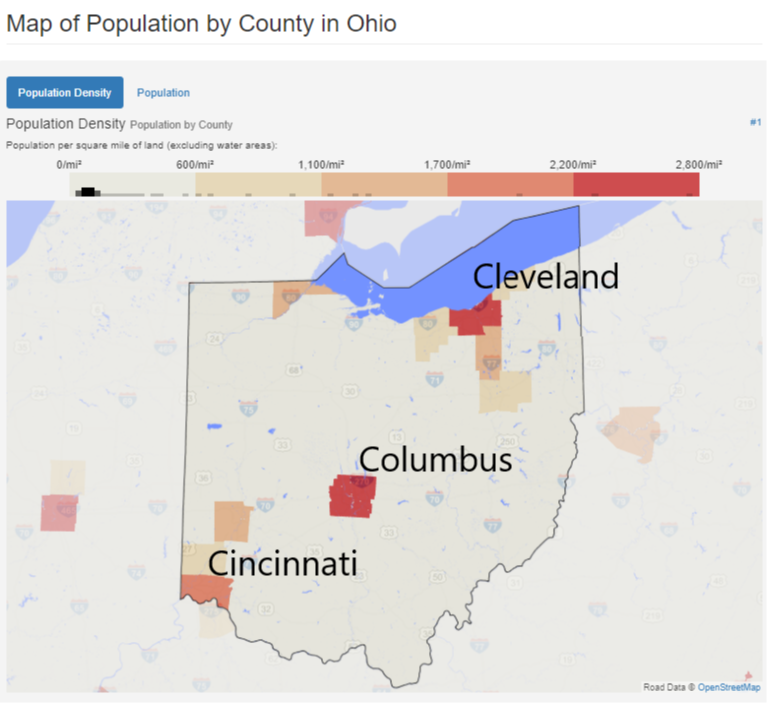 Map of Population by County in Ohio
Population Density Population
Population Density Population by County #1
Population per square mile of land (excluding water areas):
0/mi² 600/mi² 1,100/mi² 1,700/mi² 2,200/mi² 2,800/mi²
Cleveland
Columbus
Cincinnati
Road Data © OpenStreetMap